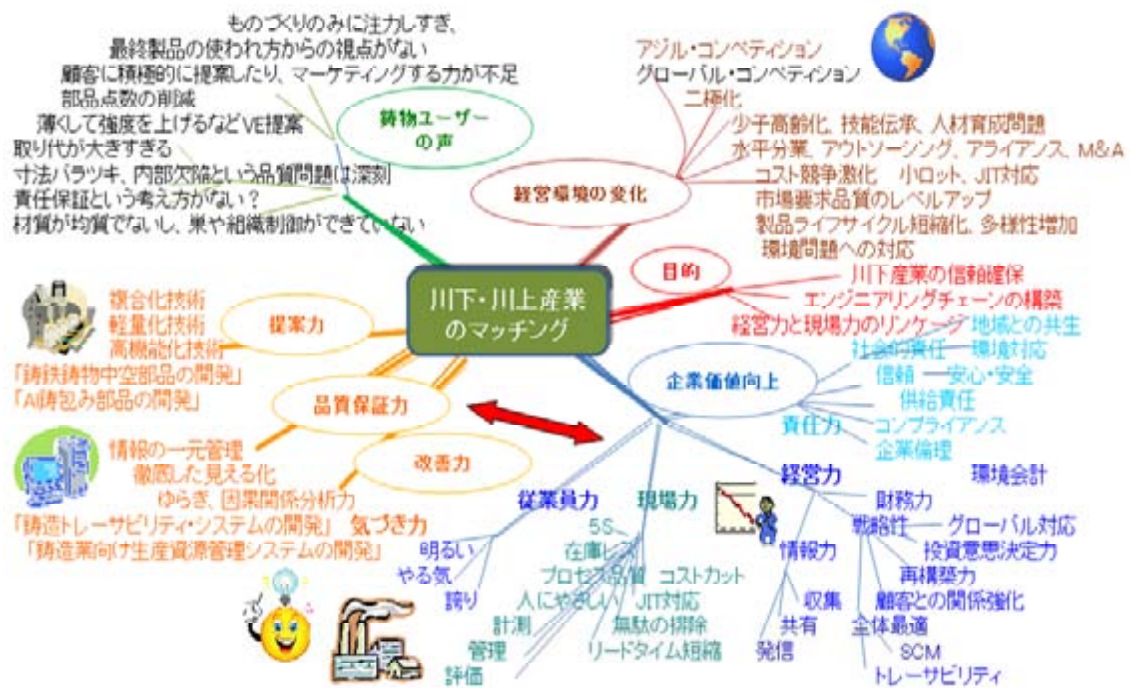 ものづくりのみに注力しすぎ、
最終製品の使われ方からの視点がない
顧客に積極的に提案したり、マーケティングする力が不足
部品点数の削減
薄くして強度を上げるなどVE提案
取り代が大きすぎる
寸法バラツキ、内部欠陥という品質問題は深刻
責任保証という考え方がない?
材質が均質でないし、巣や組織制御ができていない
鋳物ユーザー
の声
アジル・コンペティション
グローバル・コンペティション
二極化
少子高齢化、技能伝承、人材育成問題
水平分業、アウトソーシング、アライアンス、M&A
コスト競争激化 小ロット、JIT対応
市場要求品質のレベルアップ
製品ライフサイクル短縮化、多様性増加
環境問題への対応
経営環境の変化
目的
川下産業の信頼確保
エンジニアリングチェーンの構築
経営力と現場力のリンケージ
川下・川上産業
のマッチング
提案力
複合化技術
軽量化技術
高機能化技術
「鋳鉄鋳物中空部品の開発」
「Al鋳包み部品の開発」
品質保証力
改善力
情報の一元管理
徹底した見える化
ゆらぎ、因果関係分析力
「鋳造トレーサビリティ・システムの開発」 気づき力
「鋳造業向け生産資源管理システムの開発」
企業価値向上
地域との共生
社会的責任 環境対応
信頼 安心・安全
供給責任
責任力 コンプライアンス
企業倫理
従業員力
明るい
やる気
誇り
現場力
5S
在庫レス
プロセス品質 コストカット
人にやさしい JIT対応
計測 無駄の排除
管理 リードタイム短縮
評価
経営力 環境会計
財務力
戦略性 グローバル対応
投資意思決定力
再構築力
顧客との関係強化
全体最適
SCM
トレーサビリティ
情報力
収集
共有
発信